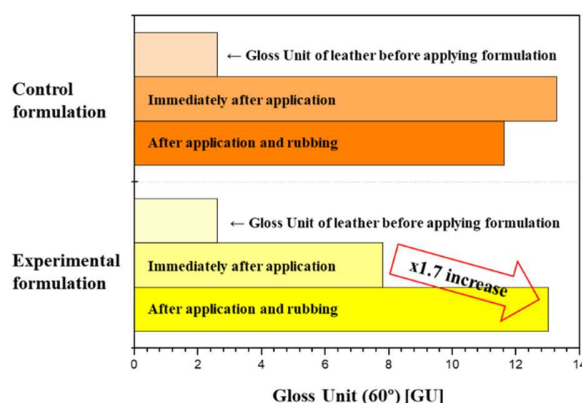 Control
formulation
← Gloss Unit of leather before applying formulation
Immediately after application
After application and rubbing
Experimental
formulation
← Gloss Unit of leather before applying formulation
Immediately after application
After application and rubbing
x1.7 increase
0 2 4 6 8 10 12 14
Gloss Unit (60º) [GU]